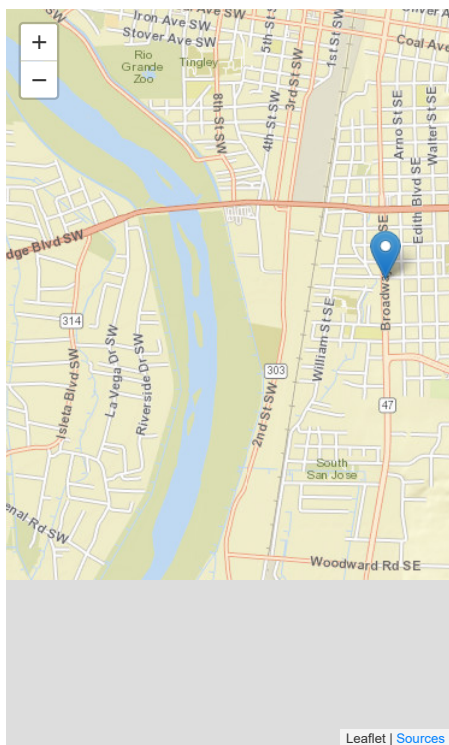 Iron Ave SW
Stover Ave SW
Silver Ave
Coal Ave
+
−
Rio
Grande
Zoo
Tingley
5th St SW
1st St SW
3rd St SW
8th St SW
4th St SW
Arno St SE
Walter St SE
Edith Blvd SE
dge Blvd SW
Broadway SE
314
William St SE
La Vega Dr SW
Riverside Dr SW
Isleta Blvd SW
303
2nd St SW
47
South
San Jose
enal Rd SW
Woodward Rd SE
Leaflet | Sources